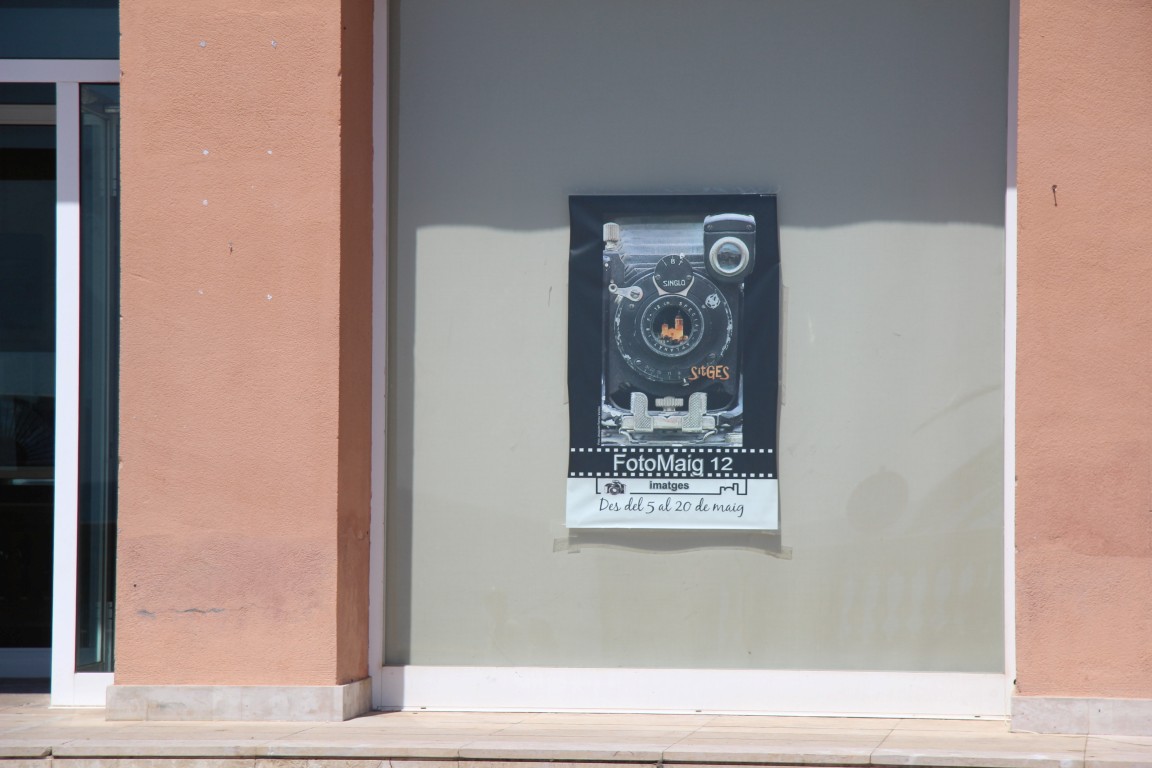 SINGLO
SitGES
FotoMaig 12
imatges
Des del 5 al 20 de maig